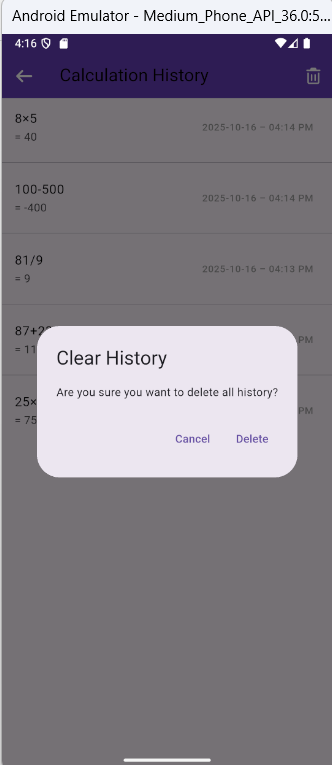 Android Emulator - Medium_Phone_API_36.0:5...
4:16
Calculation History
8×5
= 40
2025-10-16 – 04:14 PM
100-500
= -400
2025-10-16 – 04:14 PM
81/9
= 9
2025-10-16 – 04:13 PM
PM
Clear History
Are you sure you want to delete all history?
PM
= 75
Cancel
Delete